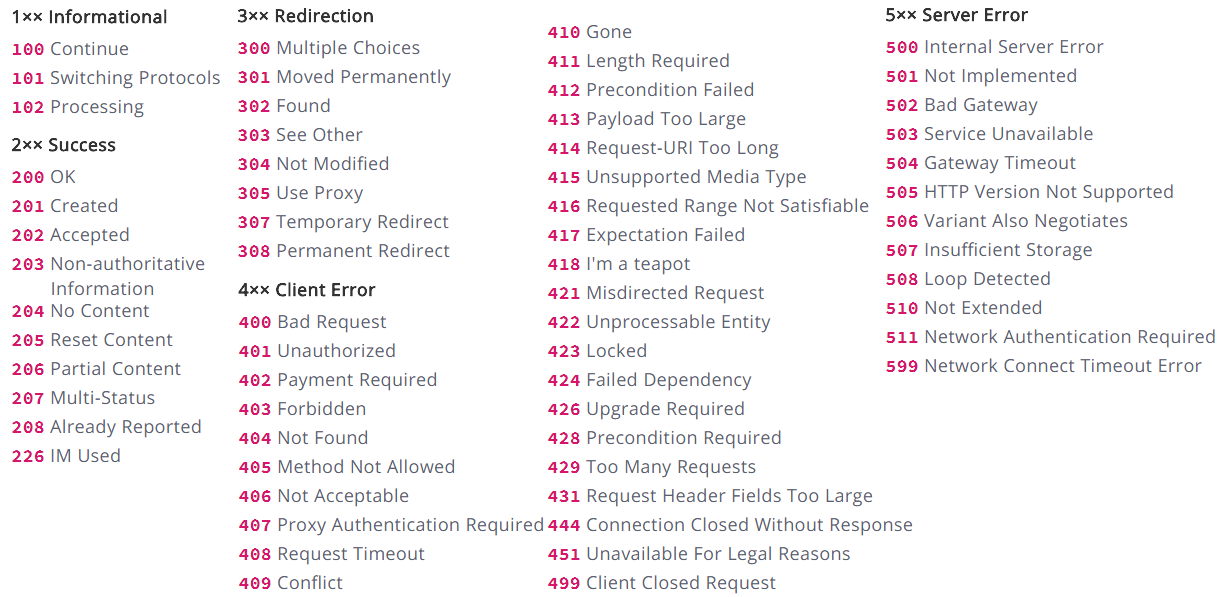 1×× Informational
100 Continue
101 Switching Protocols
102 Processing
2×× Success
200 OK
201 Created
202 Accepted
203 Non-authoritative
Information
204 No Content
205 Reset Content
206 Partial Content
207 Multi-Status
208 Already Reported
226 IM Used
3×× Redirection
300 Multiple Choices
301 Moved Permanently
302 Found
303 See Other
304 Not Modified
305 Use Proxy
307 Temporary Redirect
308 Permanent Redirect
4×× Client Error
400 Bad Request
401 Unauthorized
402 Payment Required
403 Forbidden
404 Not Found
405 Method Not Allowed
406 Not Acceptable
407 Proxy Authentication Required
408 Request Timeout
409 Conflict
410 Gone
411 Length Required
412 Precondition Failed
413 Payload Too Large
414 Request-URI Too Long
415 Unsupported Media Type
416 Requested Range Not Satisfiable
417 Expectation Failed
418 I'm a teapot
421 Misdirected Request
422 Unprocessable Entity
423 Locked
424 Failed Dependency
426 Upgrade Required
428 Precondition Required
429 Too Many Requests
431 Request Header Fields Too Large
444 Connection Closed Without Response
451 Unavailable For Legal Reasons
499 Client Closed Request
5×× Server Error
500 Internal Server Error
501 Not Implemented
502 Bad Gateway
503 Service Unavailable
504 Gateway Timeout
505 HTTP Version Not Supported
506 Variant Also Negotiates
507 Insufficient Storage
508 Loop Detected
510 Not Extended
511 Network Authentication Required
599 Network Connect Timeout Error